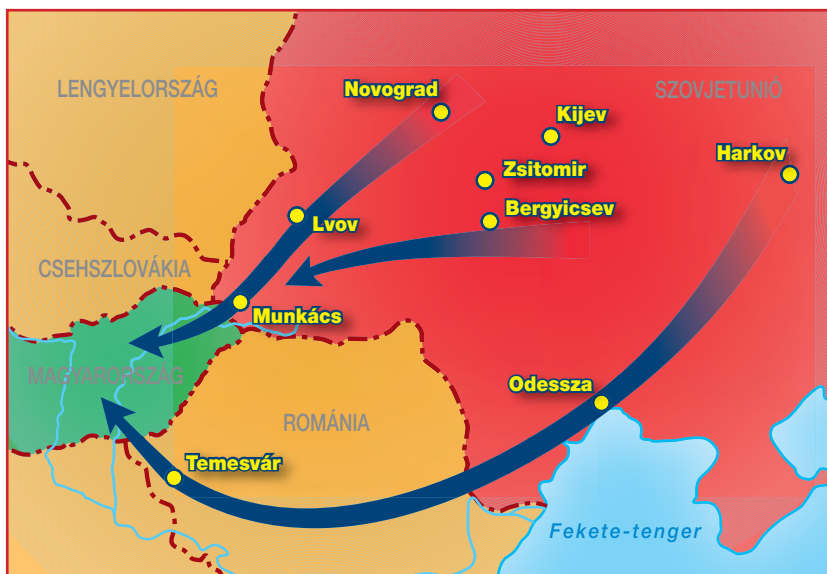 LENGYELORSZÁG
Novograd
SZOVJETUNIÓ
Kijev
Harkov
Zsitomir
Bergyicsev
Lvov
CSEHSZLOVÁKIA
Munkács
MAGYARORSZÁG
Odessza
ROMÁNIA
Temesvár
Fekete-tenger